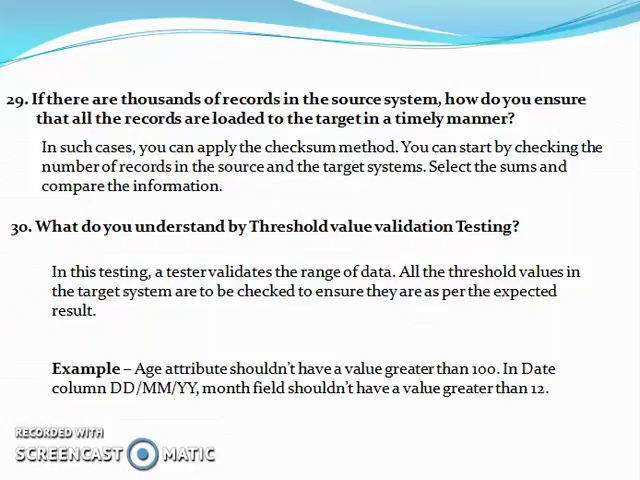 29. If there are thousands of records in the source system, how do you ensure
that all the records are loaded to the target in a timely manner?
In such cases, you can apply the checksum method. You can start by checking the
number of records in the source and the target systems. Select the sums and
compare the information.
30. What do you understand by Threshold value validation Testing?
In this testing, a tester validates the range of data. All the threshold values in
the target system are to be checked to ensure they are as per the expected
result.
Example – Age attribute shouldn't have a value greater than 100. In Date
column DD/MM/YY, month field shouldn't have a value greater than 12.
RECORDED WITH
SCREENCAST MATIC